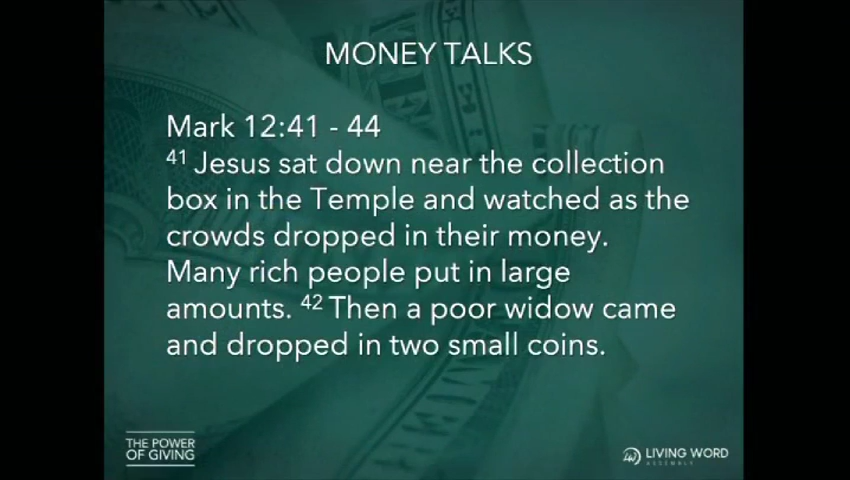 MONEY TALKS
Mark 12:41 - 44
41 Jesus sat down near the collection
box in the Temple and watched as the
crowds dropped in their money.
Many rich people put in large
amounts. 42 Then a poor widow came
and dropped in two small coins.
THE POWER
OF GIVING
LIVING WORD
ASSEMBLY